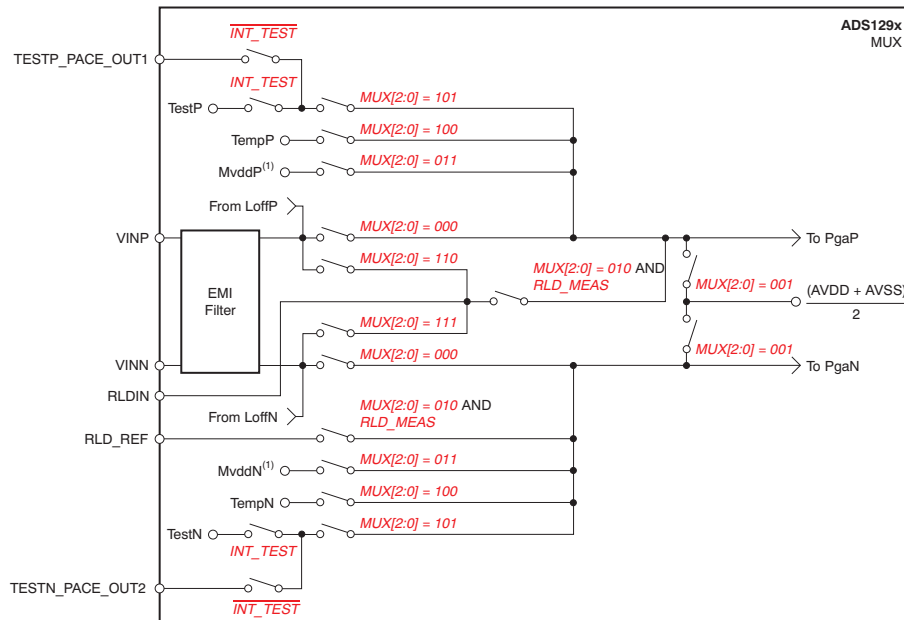 ADS129x
MUX
INT_TEST
TESTP_PACE_OUT1
INT_TEST
TestP
MUX[2:0] = 101
TempP
MUX[2:0] = 100
MvddP(1)
MUX[2:0] = 011
From LoffP
MUX[2:0] = 000
VINP
To PgaP
MUX[2:0] = 110
MUX[2:0] = 010 AND
RLD_MEAS
MUX[2:0] = 001
(AVDD + AVSS)
2
EMI
Filter
MUX[2:0] = 111
MUX[2:0] = 001
MUX[2:0] = 000
VINN
To PgaN
RLDIN
From LoffN
MUX[2:0] = 010 AND
RLD_MEAS
RLD_REF
MvddN(1)
MUX[2:0] = 011
TempN
MUX[2:0] = 100
TestN
MUX[2:0] = 101
INT_TEST
TESTN_PACE_OUT2
INT_TEST